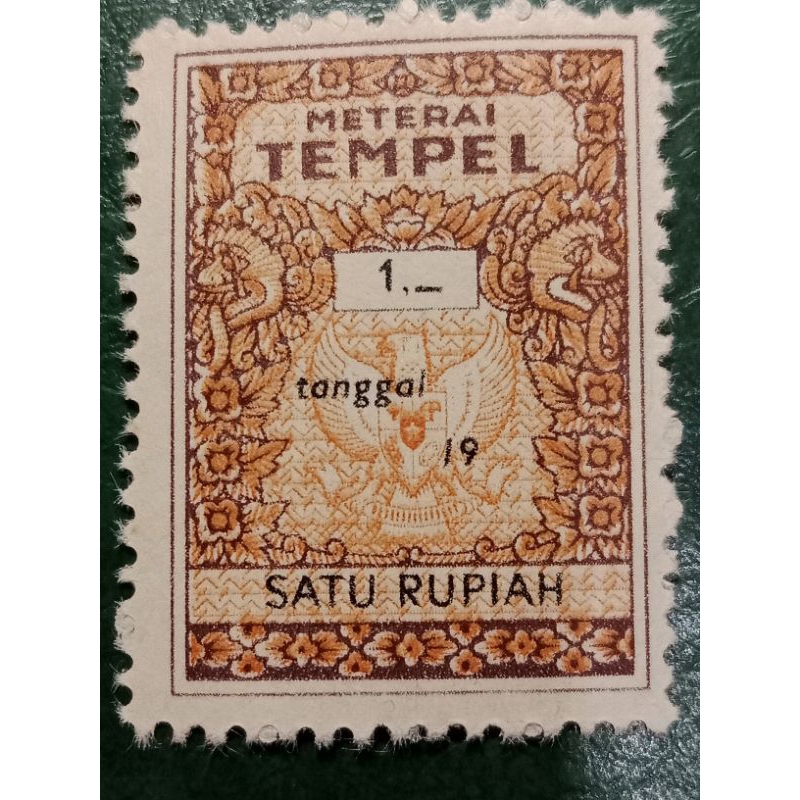 METERAI
TEMPEL
1,_
tanggal
19
SATU RUPIAH